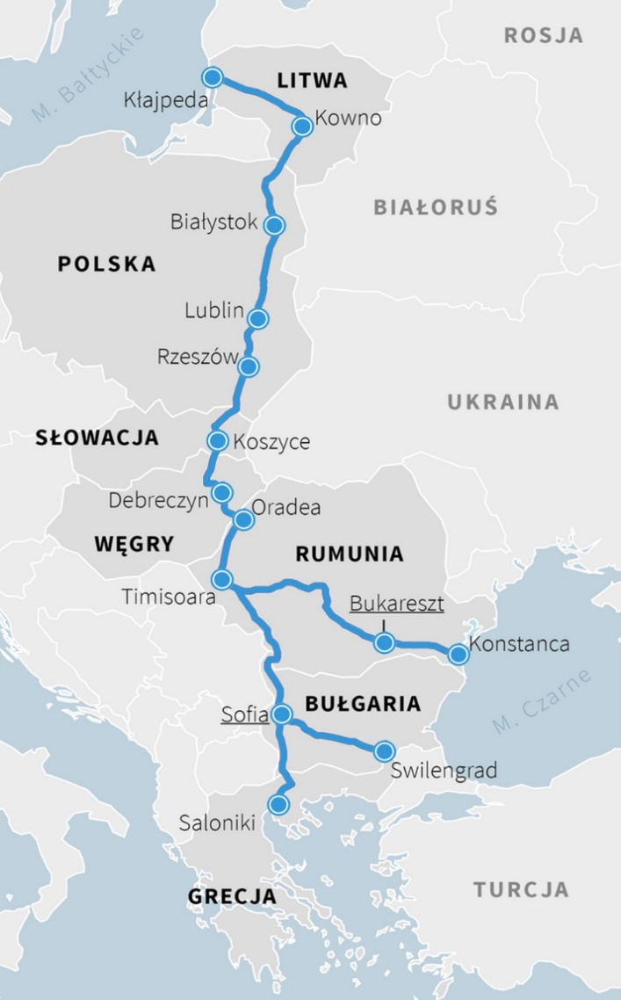 ROSJA
M. Bałtyckie
LITWA
Kłajpeda
Kowno
BIAŁORUŚ
Białystok
POLSKA
Lublin
Rzeszów
UKRAINA
SŁOWACJA
Koszyce
Debreczyn
Oradea
WĘGRY
RUMUNIA
Timisoara
Bukareszt
Konstanca
M. Czarne
BUŁGARIA
Sofia
Swilengrad
Saloniki
GRECJA
TURCJA